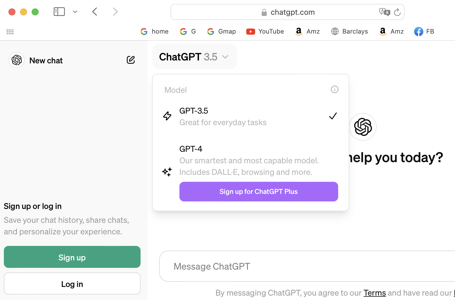 chatgpt.com
home
G
Gmap
YouTube
Amz
Barclays
Amz
FB
New chat
ChatGPT 3.5
Model
GPT-3.5
Great for everyday tasks
GPT-4
Our smartest and most capable model.
Includes DALL·E, browsing and more.
Sign up for ChatGPT Plus
help you today?
Sign up or log in
Save your chat history, share chats,
and personalize your experience.
Sign up
Log in
Message ChatGPT
By messaging ChatGPT, you agree to our Terms and have read our